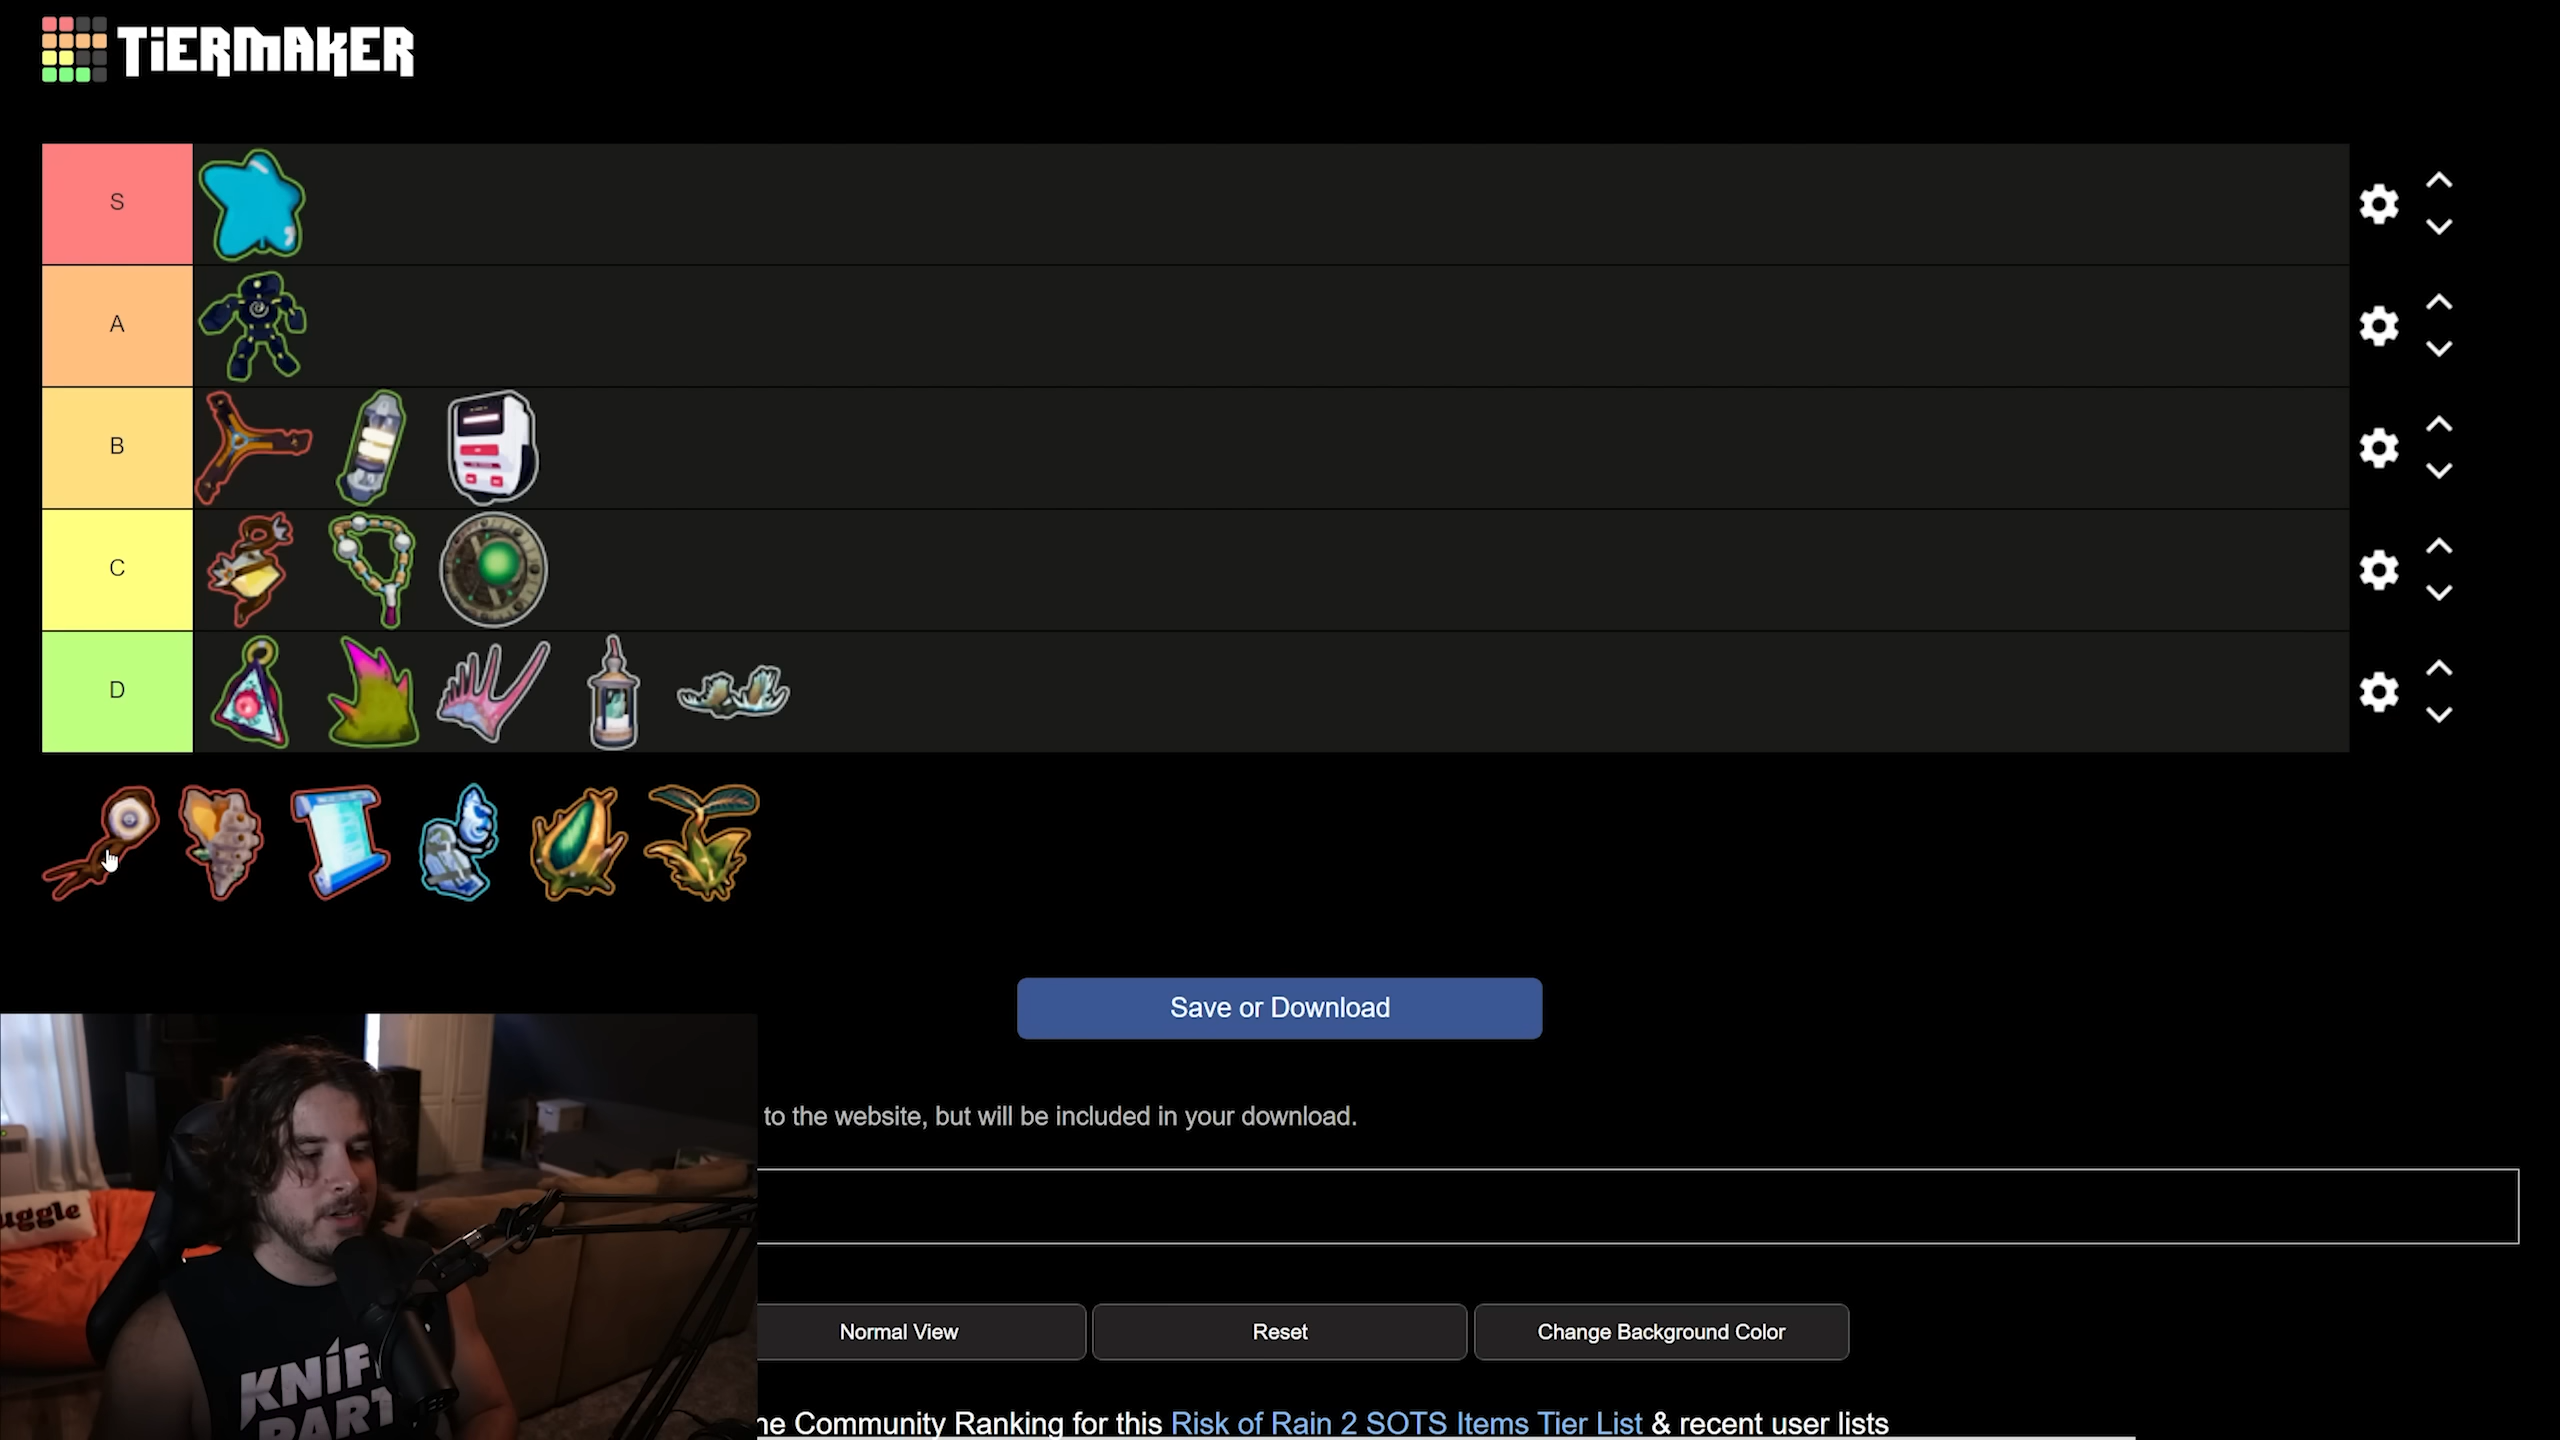 TiERMAKER
S
A
B
C
D
Save or Download
to the website, but will be included in your download.
uggle
Normal View
Reset
Change Background Color
KNiF
PART
he Community Ranking for this Risk of Rain 2 SOTS Items Tier List & recent user lists